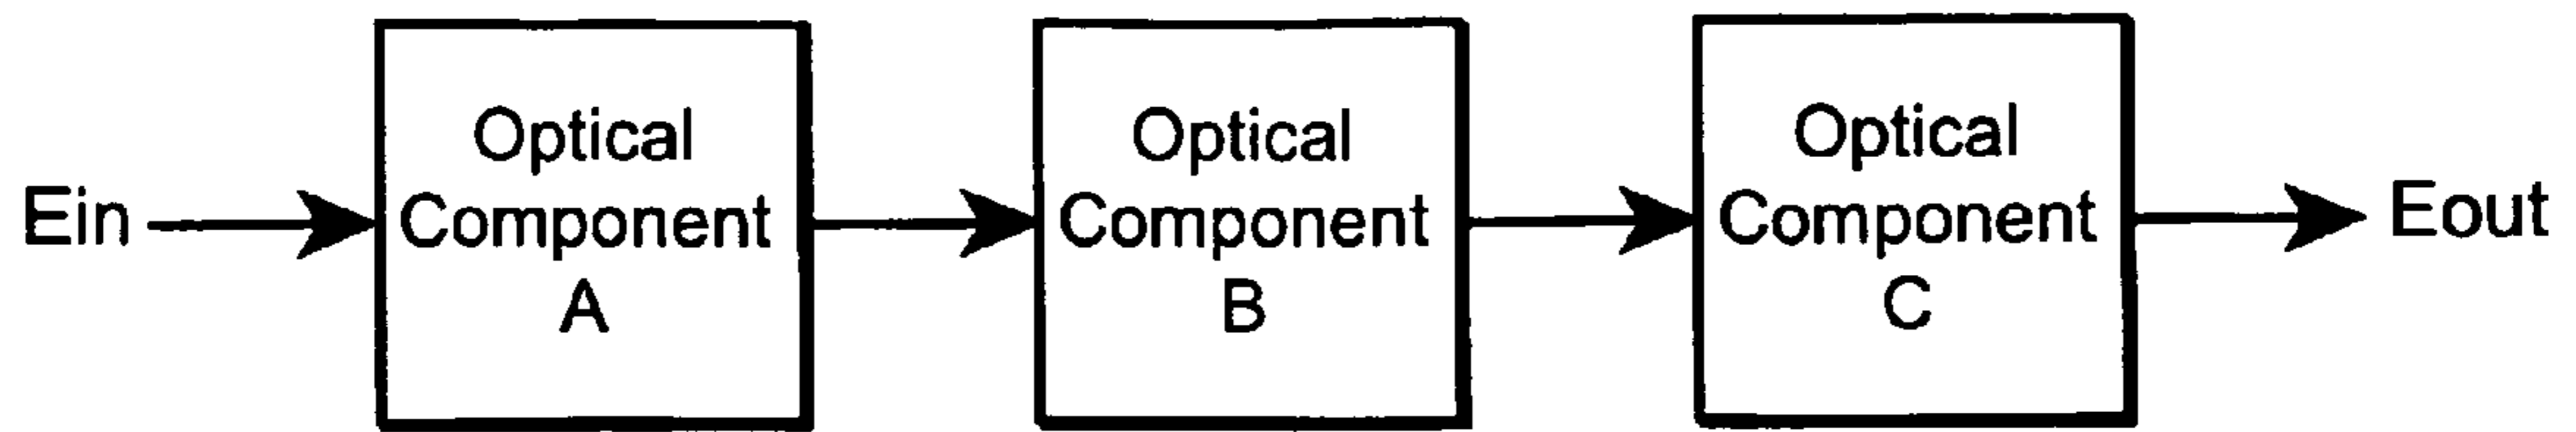 Ein
Optical
Component
A
Optical
Component
B
Optical
Component
C
Eout